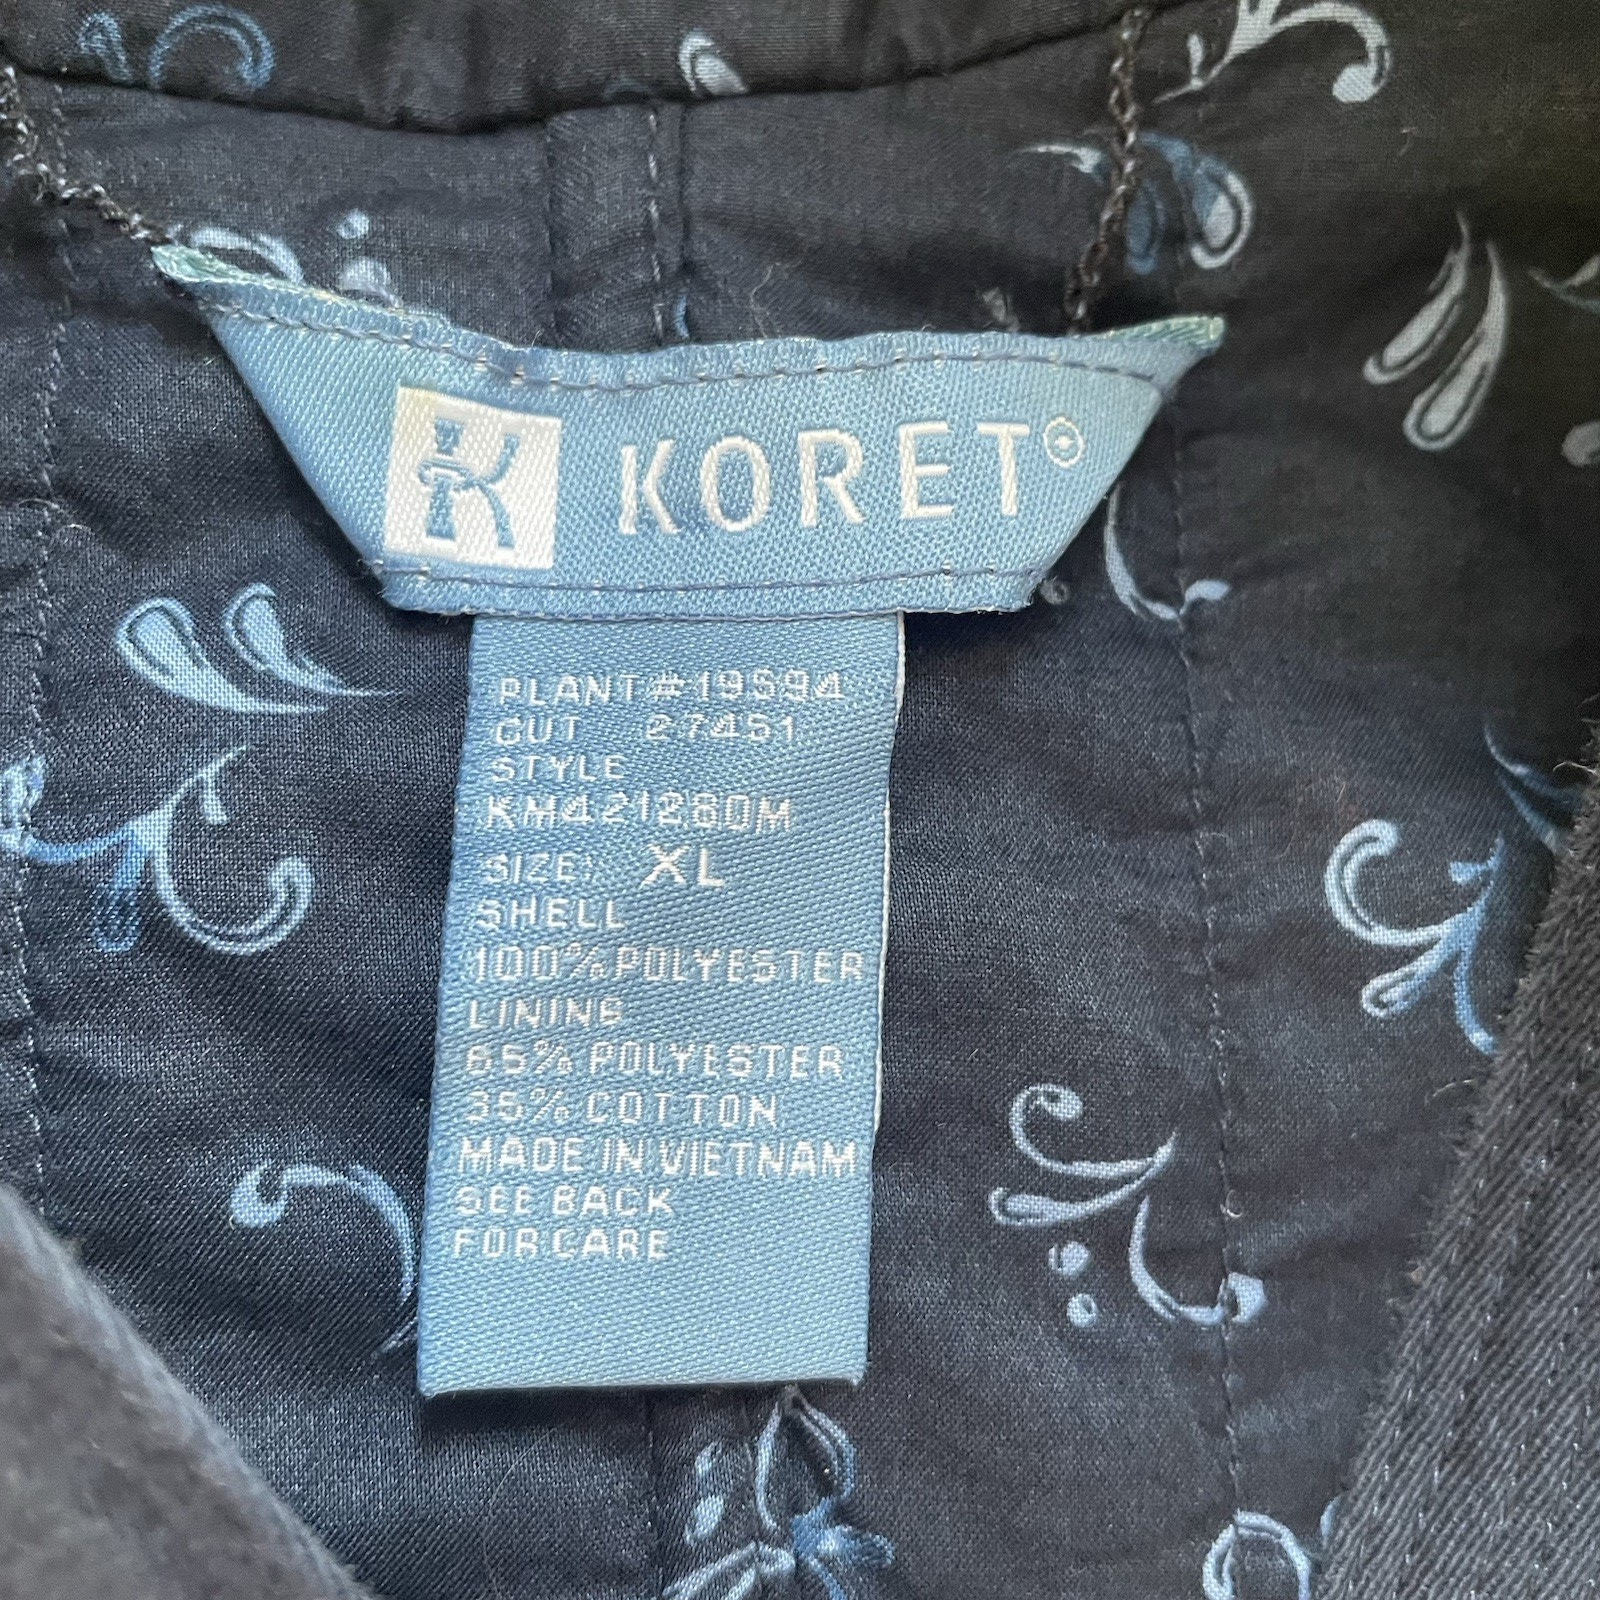 K KORET®
PLANT#19594
CUT 27451
STYLE
KM421280M
SIZE: XL
SHELL
100%POLYESTER
LINING
65% POLYESTER
35% COTTON
MADE IN VIETNAM
SEE BACK
FOR CARE